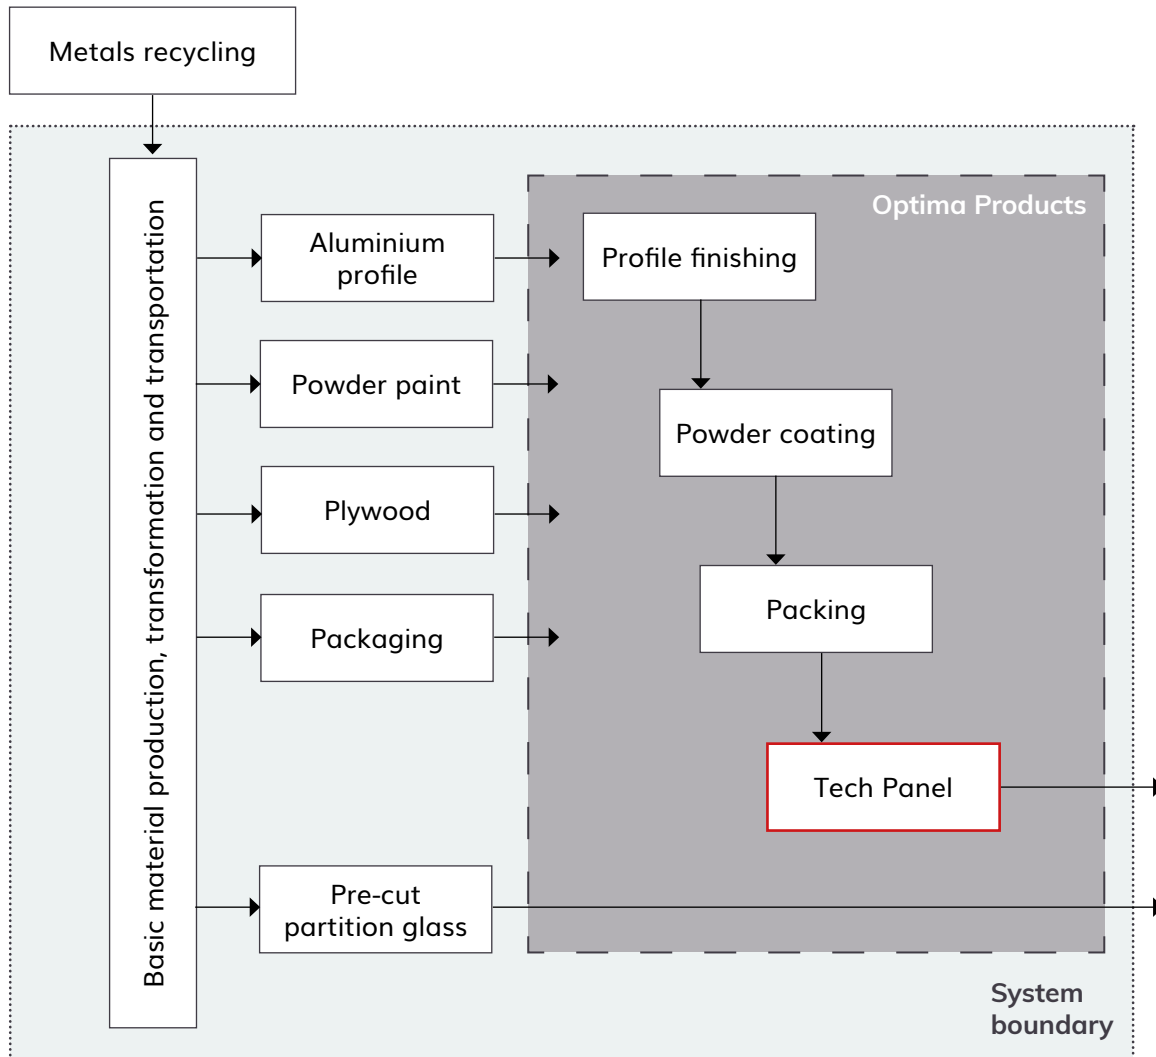 Metals recycling
Basic material production, transformation and transportation
Optima Products
Aluminium
profile
Profile finishing
Powder paint
Powder coating
Plywood
Packing
Packaging
Tech Panel
Pre-cut
partition glass
System
boundary